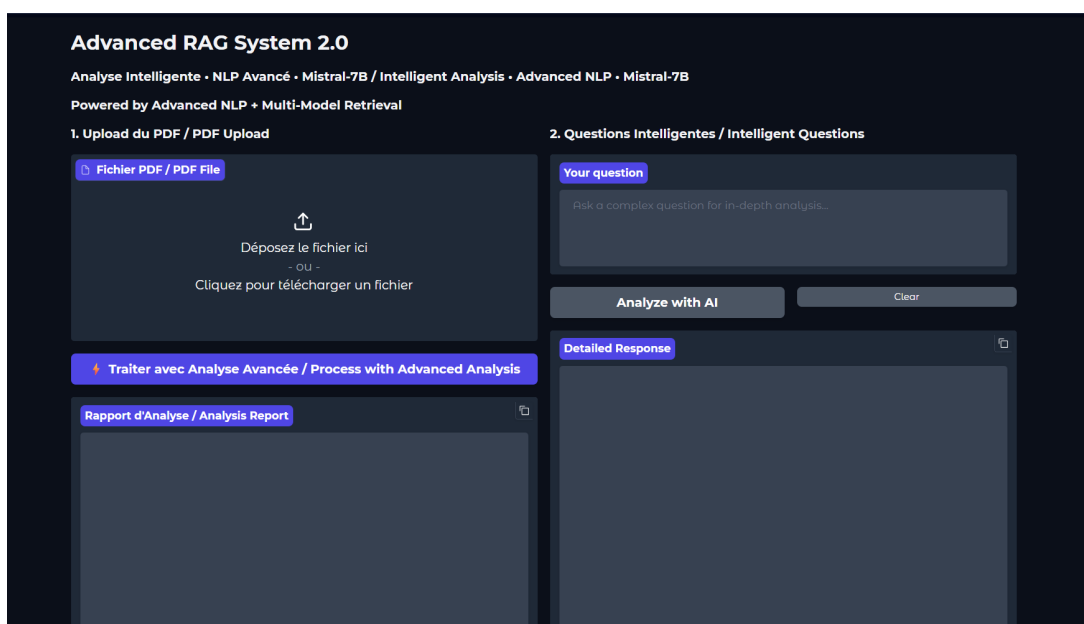 Advanced RAG System 2.0
Analyse Intelligente • NLP Avancé • Mistral-7B / Intelligent Analysis • Advanced NLP • Mistral-7B
Powered by Advanced NLP + Multi-Model Retrieval
1. Upload du PDF / PDF Upload
Fichier PDF / PDF File
Déposez le fichier ici
- ou -
Cliquez pour télécharger un fichier
⚡ Traiter avec Analyse Avancée / Process with Advanced Analysis
Rapport d'Analyse / Analysis Report
2. Questions Intelligentes / Intelligent Questions
Your question
Ask a complex question for in-depth analysis...
Analyze with AI
Clear
Detailed Response